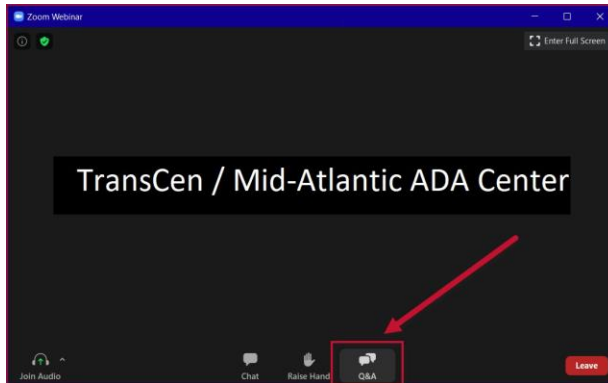 Zoom Webinar
Enter Full Screen
TransCen / Mid-Atlantic ADA Center
Join Audio
Chat
Raise Hand
Q&A
Leave